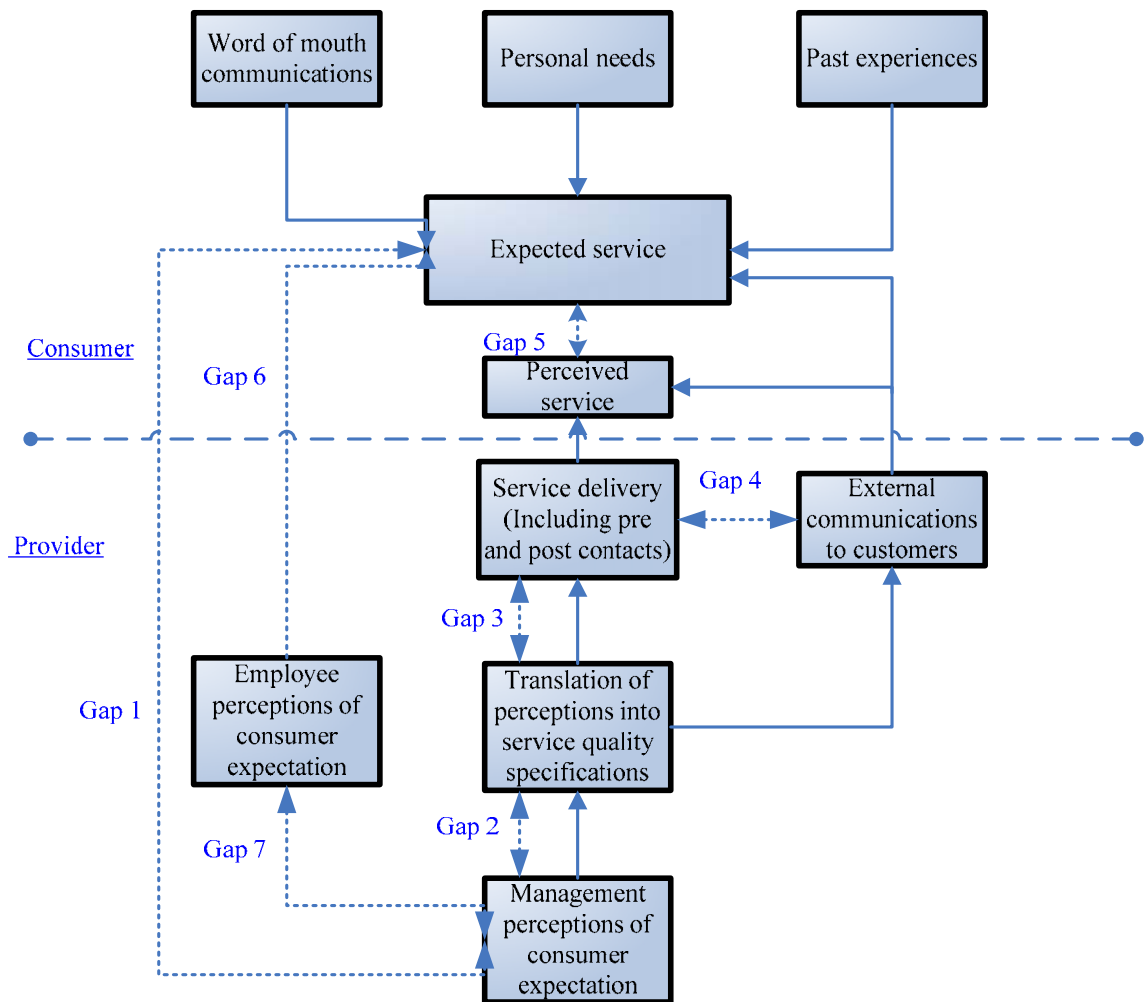 Word of mouth
communications
Personal needs
Past experiences
Expected service
Gap 5
Consumer
Gap 6
Perceived
service
Service delivery
(Including pre
and post contacts)
Gap 4
External
communications
to customers
Provider
Gap 3
Employee
perceptions of
consumer
expectation
Translation of
perceptions into
service quality
specifications
Gap 1
Gap 2
Gap 7
Management
perceptions of
consumer
expectation